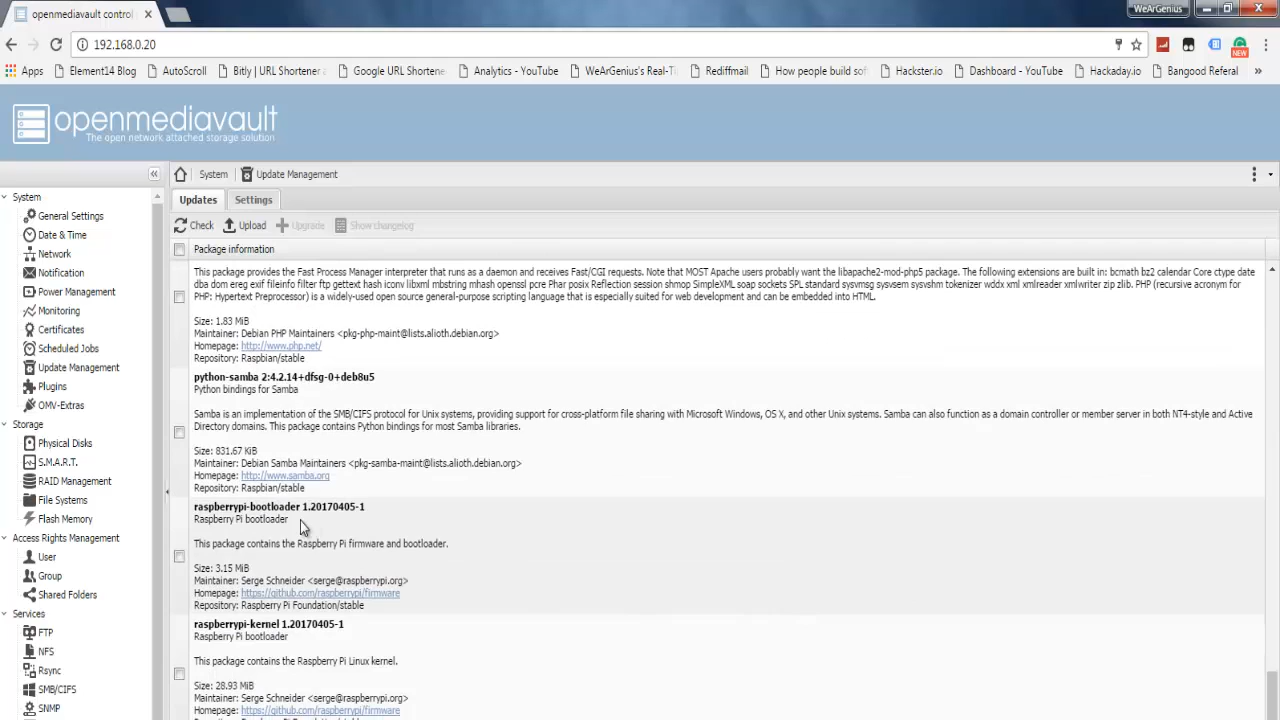 openmediavault control
WeArGenius
192.168.0.20
NEW
Apps
Element14 Blog
AutoScroll
Bitly | URL Shortener
Google URL Shortene
Analytics - YouTube
WeArGenius's Real-Ti
Rediffmail
How people build sof
Hackster.io
Dashboard - YouTube
Hackaday.io
Bangood Referal
»
openmediavault
The open network attached storage solution
System
Update Management
Updates
Settings
Check
Upload
Upgrade
Show changelog
System
General Settings
Date & Time
Network
Notification
Power Management
Monitoring
Certificates
Scheduled Jobs
Update Management
Plugins
OMV-Extras
Storage
Physical Disks
S.M.A.R.T.
RAID Management
File Systems
Flash Memory
Access Rights Management
User
Group
Shared Folders
Services
FTP
NFS
Rsync
SMB/CIFS
SNMP
Package information
This package provides the Fast Process Manager interpreter that runs as a daemon and receives Fast/CGI requests. Note that MOST Apache users probably want the libapache2-mod-php5 package. The following extensions are built in: bcmath bz2 calendar Core ctype date
dba dom ereg exif fileinfo filter ftp gettext hash iconv libxml mbstring mhash openssl pcre Phar posix Reflection session shmop SimpleXML soap sockets SPL standard sysvmsg sysvsem sysvshm tokenizer wddx xml xmlreader xmlwriter zip zlib. PHP (recursive acronym for
PHP: Hypertext Preprocessor) is a widely-used open source general-purpose scripting language that is especially suited for web development and can be embedded into HTML.
Size: 1.83 MiB
Maintainer: Debian PHP Maintainers <pkg-php-maint@lists.alioth.debian.org>
Homepage: http://www.php.net/
Repository: Raspbian/stable
python-samba 2:4.2.14+dfsg-0+deb8u5
Python bindings for Samba
Samba is an implementation of the SMB/CIFS protocol for Unix systems, providing support for cross-platform file sharing with Microsoft Windows, OS X, and other Unix systems. Samba can also function as a domain controller or member server in both NT4-style and Active
Directory domains. This package contains Python bindings for most Samba libraries.
Size: 831.67 KiB
Maintainer: Debian Samba Maintainers <pkg-samba-maint@lists.alioth.debian.org>
Homepage: http://www.samba.org
Repository: Raspbian/stable
raspberrypi-bootloader 1.20170405-1
Raspberry Pi bootloader
This package contains the Raspberry Pi firmware and bootloader.
Size: 3.15 MiB
Maintainer: Serge Schneider <serge@raspberrypi.org>
Homepage: https://github.com/raspberrypi/firmware
Repository: Raspberry Pi Foundation/stable
raspberrypi-kernel 1.20170405-1
Raspberry Pi bootloader
This package contains the Raspberry Pi Linux kernel.
Size: 28.93 MiB
Maintainer: Serge Schneider <serge@raspberrypi.org>
Homepage: https://github.com/raspberrypi/firmware